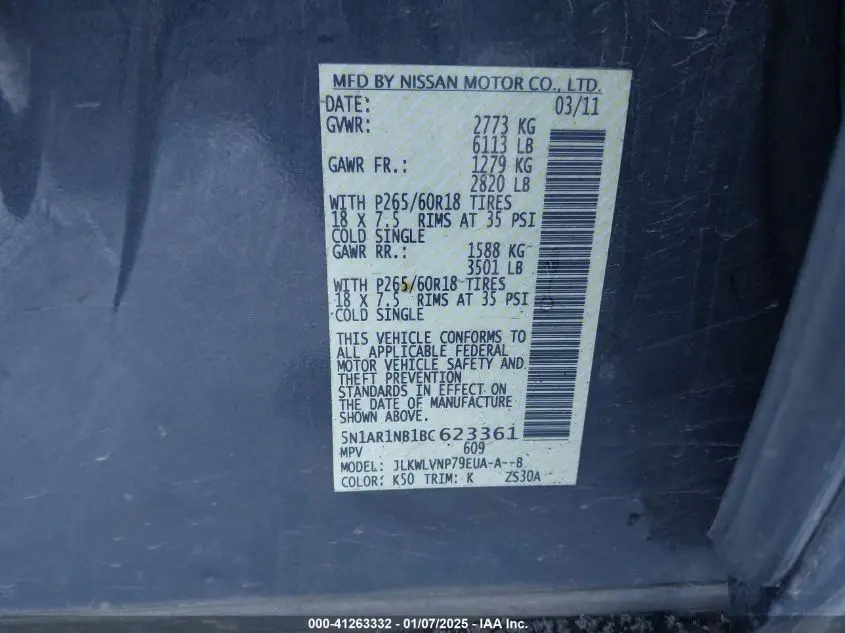 MFD BY NISSAN MOTOR CO., LTD.
DATE: 03/11
GVWR: 2773 KG
6113 LB
GAWR FR.: 1279 KG
2820 LB
WITH P265/60R18 TIRES
18 X 7.5 RIMS AT 35 PSI
COLD SINGLE
GAWR RR.: 1588 KG
3501 LB
WITH P265/60R18 TIRES
18 X 7.5 RIMS AT 35 PSI
COLD SINGLE
THIS VEHICLE CONFORMS TO
ALL APPLICABLE FEDERAL
MOTOR VEHICLE SAFETY AND
THEFT PREVENTION
STANDARDS IN EFFECT ON
THE DATE OF MANUFACTURE
SHOWN ABOVE.
5N1AR1NB1BC623361
MPV 609
MODEL: JLKWLVNP79EUA-A--B
COLOR: K50 TRIM: K ZS30A
000-41263332 - 01/07/2025 - IAA Inc.